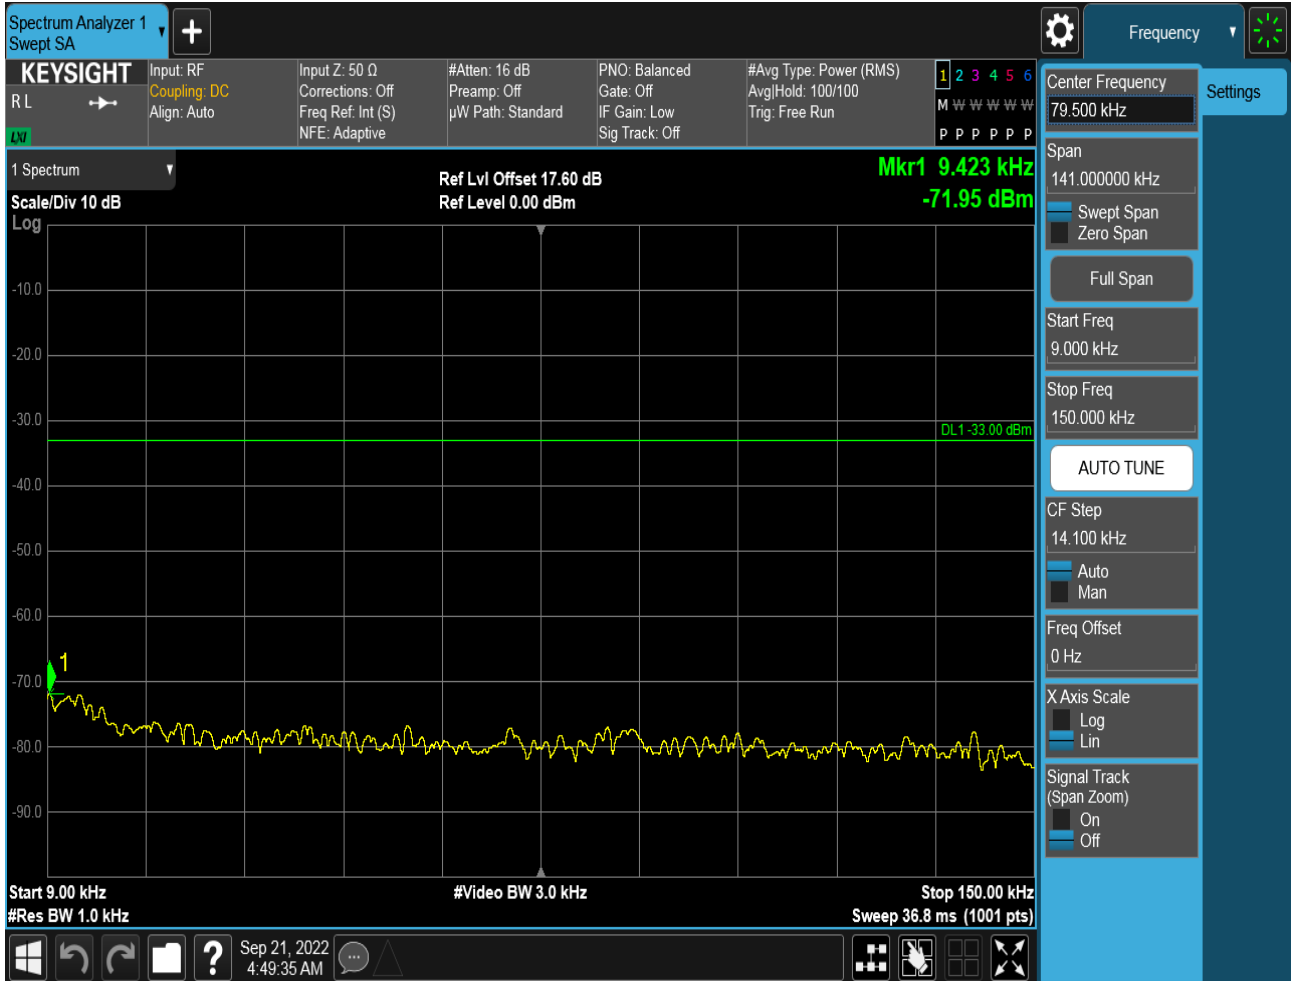 Spectrum Analyzer 1
Swept SA
Frequency
KEYSIGHT
R L
LXI
Input: RF
Coupling: DC
Align: Auto
Input Z: 50 Ω
Corrections: Off
Freq Ref: Int (S)
NFE: Adaptive
#Atten: 16 dB
Preamp: Off
µW Path: Standard
PNO: Balanced
Gate: Off
IF Gain: Low
Sig Track: Off
#Avg Type: Power (RMS)
Avg|Hold: 100/100
Trig: Free Run
1 2 3 4 5 6
M W W W W W
P P P P P P
1 Spectrum
Scale/Div 10 dB
Log
Ref Lvl Offset 17.60 dB
Ref Level 0.00 dBm
Mkr1 9.423 kHz
-71.95 dBm
-10.0
-20.0
-30.0
DL1 -33.00 dBm
-40.0
-50.0
-60.0
1
-70.0
-80.0
-90.0
Start 9.00 kHz
#Res BW 1.0 kHz
#Video BW 3.0 kHz
Stop 150.00 kHz
Sweep 36.8 ms (1001 pts)
Center Frequency
79.500 kHz
Settings
Span
141.000000 kHz
Swept Span
Zero Span
Full Span
Start Freq
9.000 kHz
Stop Freq
150.000 kHz
AUTO TUNE
CF Step
14.100 kHz
Auto
Man
Freq Offset
0 Hz
X Axis Scale
Log
Lin
Signal Track
(Span Zoom)
On
Off
?
Sep 21, 2022
4:49:35 AM